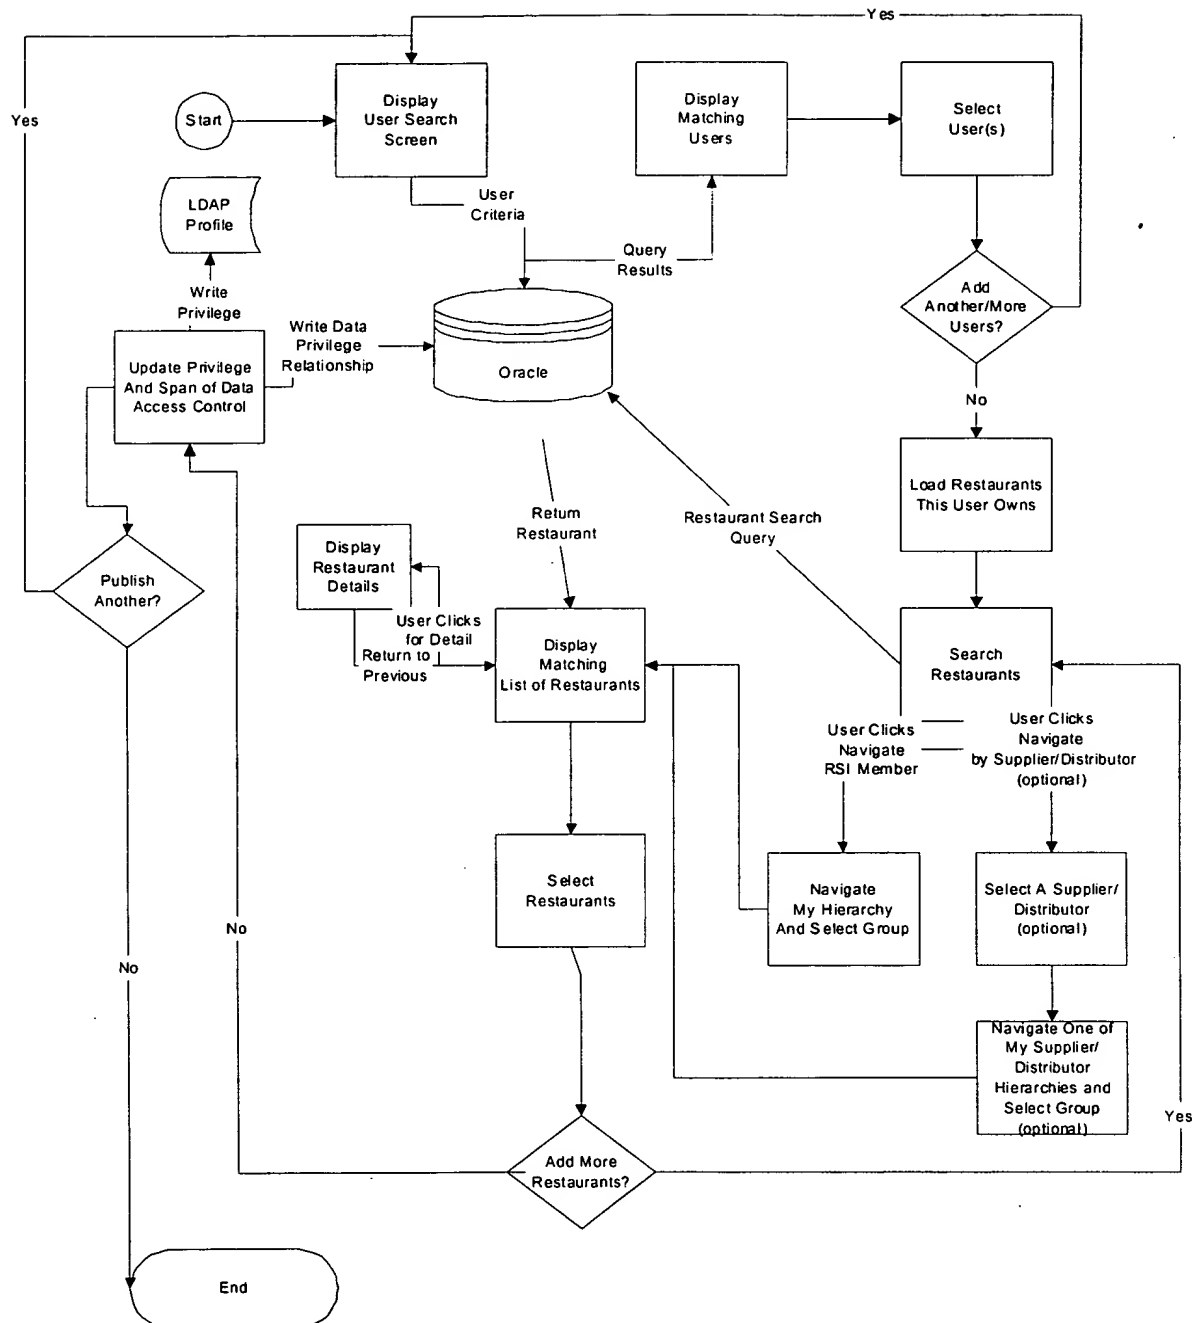 Yes
Yes
Start
Display
User Search
Screen
Display
Matching
Users
Select
User(s)
LDAP
Profile
User
Criteria
Query
Results
Add
Another/More
Users?
Write
Privilege
Write Data
Privilege
Relationship
Update Privilege
And Span of Data
Access Control
Oracle
No
Load Restaurants
This User Owns
Return
Restaurant
Restaurant Search
Query
Display
Restaurant
Details
Publish
Another?
User Clicks
for Detail
Return to
Previous
Display
Matching
List of Restaurants
Search
Restaurants
User Clicks
Navigate
RSI Member
User Clicks
Navigate
by Supplier/Distributor
(optional)
Select
Restaurants
Navigate
My Hierarchy
And Select Group
Select A Supplier/
Distributor
(optional)
No
No
Navigate One of
My Supplier/
Distributor
Hierarchies and
Select Group
(optional)
Yes
Add More
Restaurants?
End